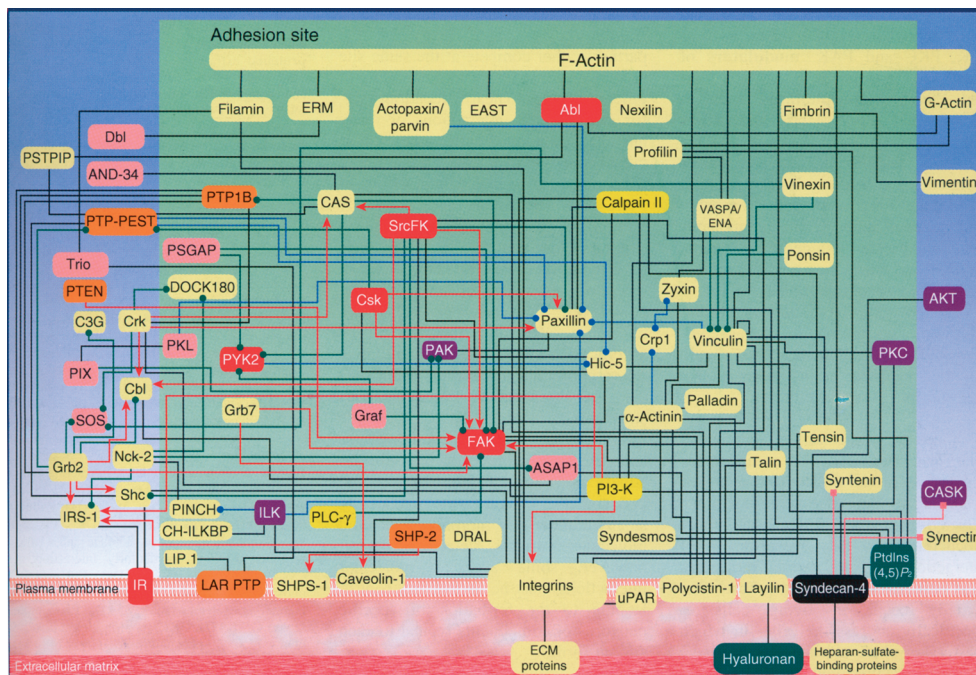 Adhesion site
F-Actin
Filamin
ERM
Actopaxin/
parvin
EAST
Abl
Nexilin
Fimbrin
G-Actin
Dbl
PSTPIP
Profilin
AND-34
Vinexin
Vimentin
PTP1B
CAS
Calpain II
PTP-PEST
SrcFK
VASPA/
ENA
PSGAP
Ponsin
Trio
DOCK180
PTEN
Csk
Zyxin
AKT
C3G
Crk
Paxillin
PKL
PAK
Crp1
Vinculin
PKC
PYK2
Hic-5
PIX
Cbl
Palladin
Grb7
Graf
α-Actinin
SOS
FAK
Tensin
Nck-2
Grb2
ASAP1
Talin
Shc
PI3-K
Syntenin
CASK
IRS-1
PINCH
ILK
PLC-γ
CH-ILKBP
SHP-2
DRAL
Syndesmos
Synectin
LIP.1
PtdIns
(4,5)P2
Plasma membrane
IR
LAR PTP
SHPS-1
Caveolin-1
Integrins
uPAR
Polycistin-1
Layilin
Syndecan-4
ECM
proteins
Hyaluronan
Heparan-sulfate-
binding proteins
Extracellular matrix